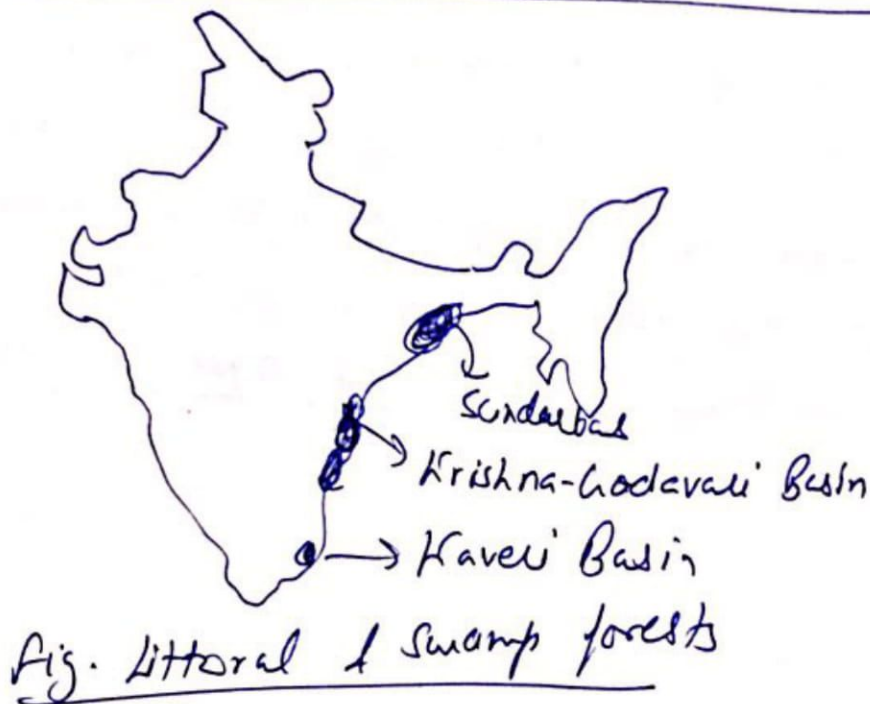 Sundarbans
Krishna-Godavari Basin
Kaveri Basin
Fig. Littoral & Swamp forests